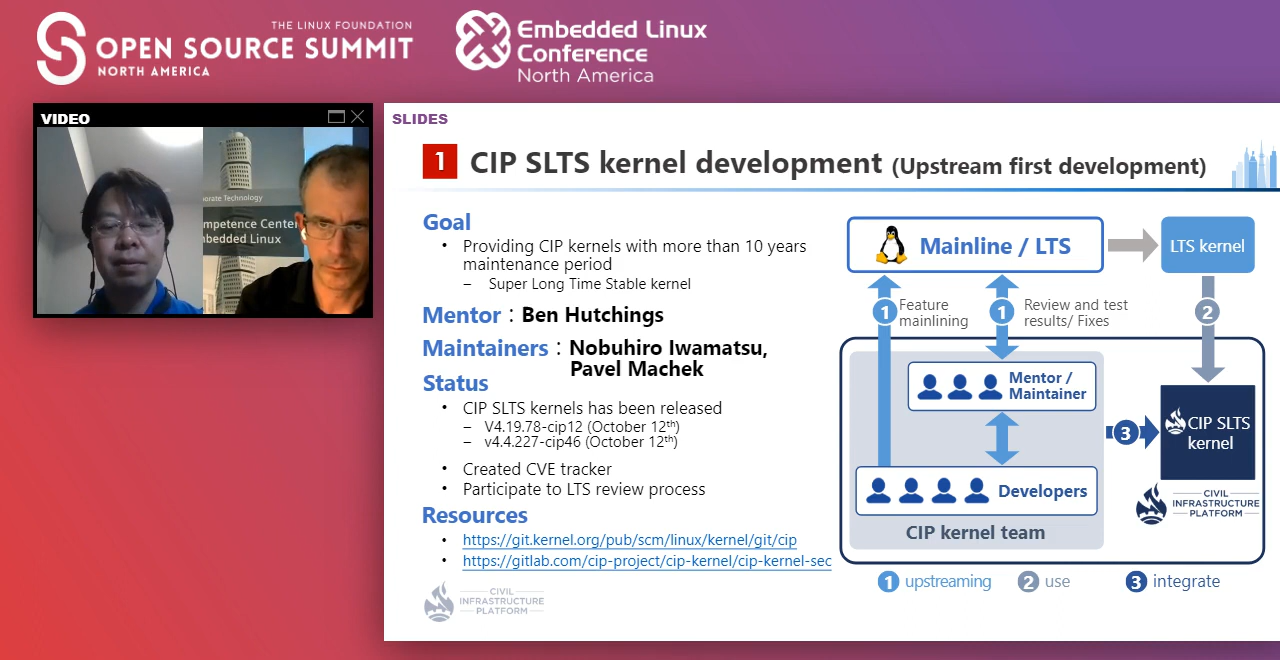 THE LINUX FOUNDATION
OPEN SOURCE SUMMIT
NORTH AMERICA
Embedded Linux
Conference
North America
VIDEO
orate Technology
mpetence Center
nbedded Linux
SLIDES
1 CIP SLTS kernel development (Upstream first development)
Goal
• Providing CIP kernels with more than 10 years
maintenance period
– Super Long Time Stable kernel
Mentor : Ben Hutchings
Maintainers : Nobuhiro Iwamatsu,
Pavel Machek
Status
• CIP SLTS kernels has been released
– V4.19.78-cip12 (October 12th)
– v4.4.227-cip46 (October 12th)
• Created CVE tracker
• Participate to LTS review process
Resources
• https://git.kernel.org/pub/scm/linux/kernel/git/cip
• https://gitlab.com/cip-project/cip-kernel/cip-kernel-sec
CIVIL
INFRASTRUCTURE
PLATFORM
Mainline / LTS
LTS kernel
1 Feature
mainlining
1 Review and test
results/ Fixes
2
Mentor /
Maintainer
3
CIP SLTS
kernel
Developers
CIP kernel team
CIVIL
INFRASTRUCTURE
PLATFORM
1 upstreaming
2 use
3 integrate